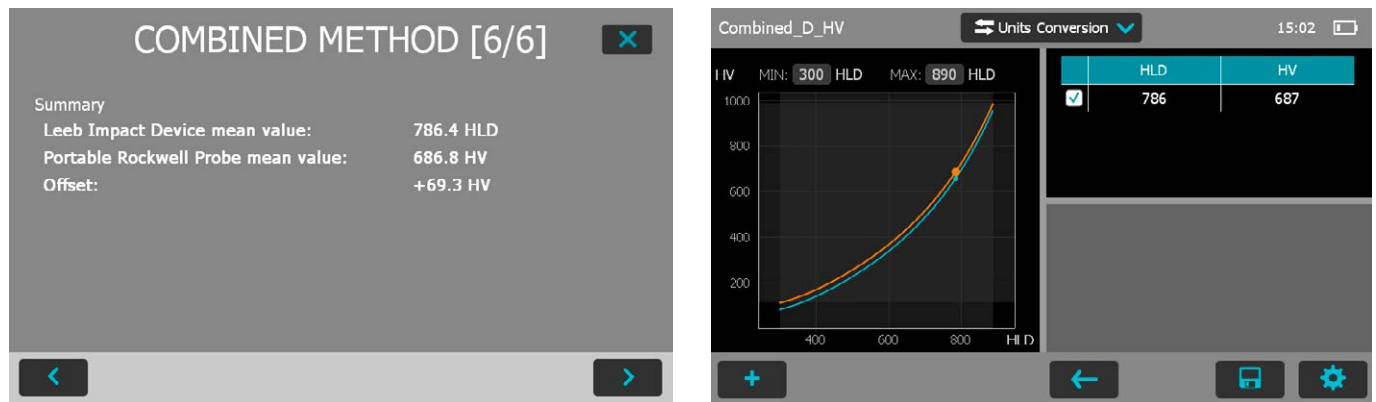 COMBINED METHOD [6/6]
Summary
Leeb Impact Device mean value: 786.4 HLD
Portable Rockwell Probe mean value: 686.8 HV
Offset: +69.3 HV
Combined_D_HV Units Conversion 15:02
HV MIN: 300 HLD MAX: 890 HLD
1000
800
600
400
200
400 600 800 HLD
HLD HV
786 687